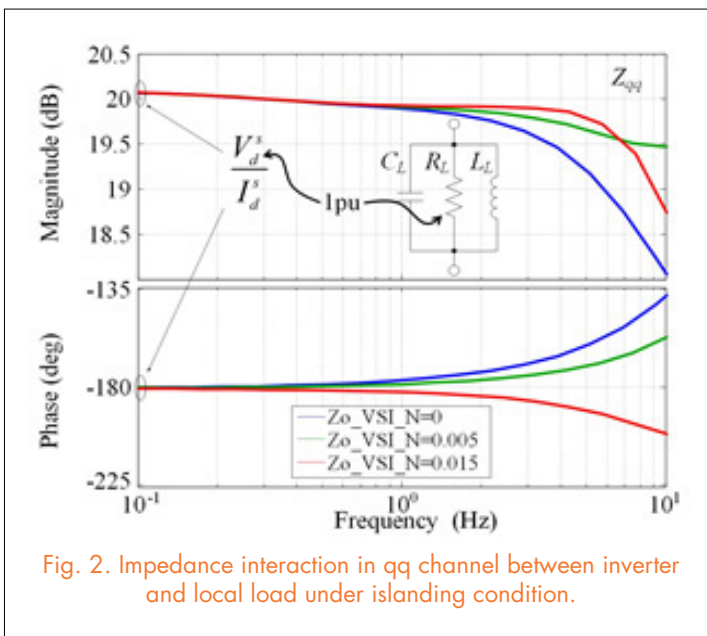 20.5
20
19.5
19
18.5
Magnitude (dB)
Z_qq
V_d^s
I_d^s
1pu
C_L R_L L_L
-135
-180
-225
Phase (deg)
Zo_VSI_N=0
Zo_VSI_N=0.005
Zo_VSI_N=0.015
10^-1 10^0 10^1
Frequency (Hz)
Fig. 2. Impedance interaction in qq channel between inverter
and local load under islanding condition.